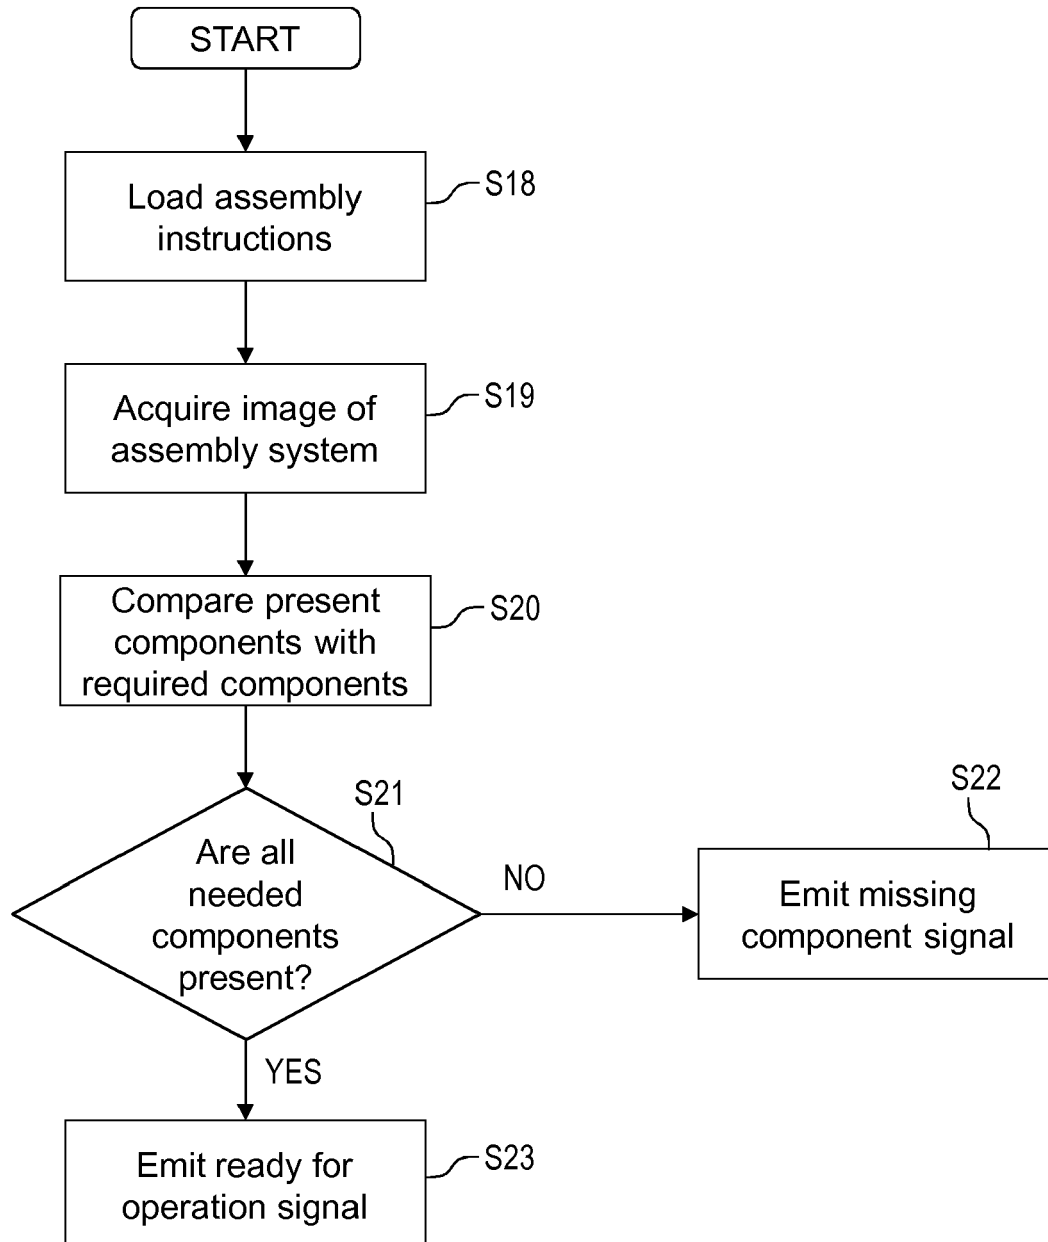 START
Load assembly
instructions
S18
Acquire image of
assembly system
S19
Compare present
components with
required components
S20
Are all
needed
components
present?
S21
NO
Emit missing
component signal
S22
YES
Emit ready for
operation signal
S23